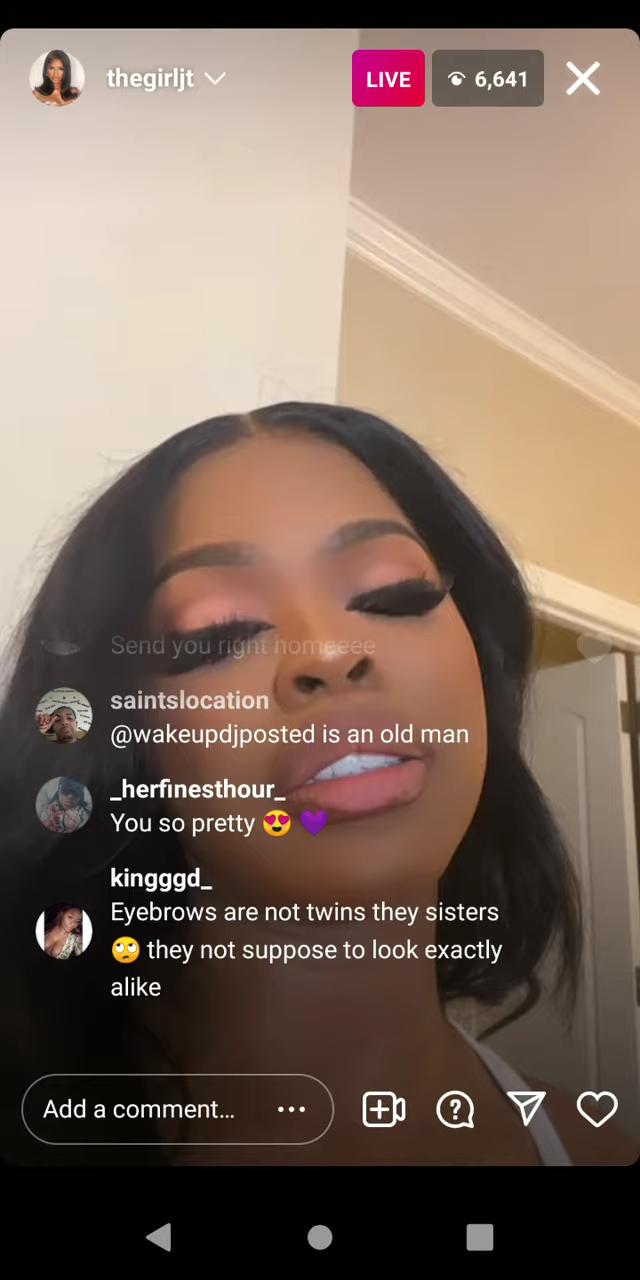 thegirljt
LIVE
6,641
Send you right homeeee
saintslocation
@wakeupdjposted is an old man
_herfinesthour_
You so pretty 😍 💜
kingggd_
Eyebrows are not twins they sisters
🙄 they not suppose to look exactly
alike
Add a comment...